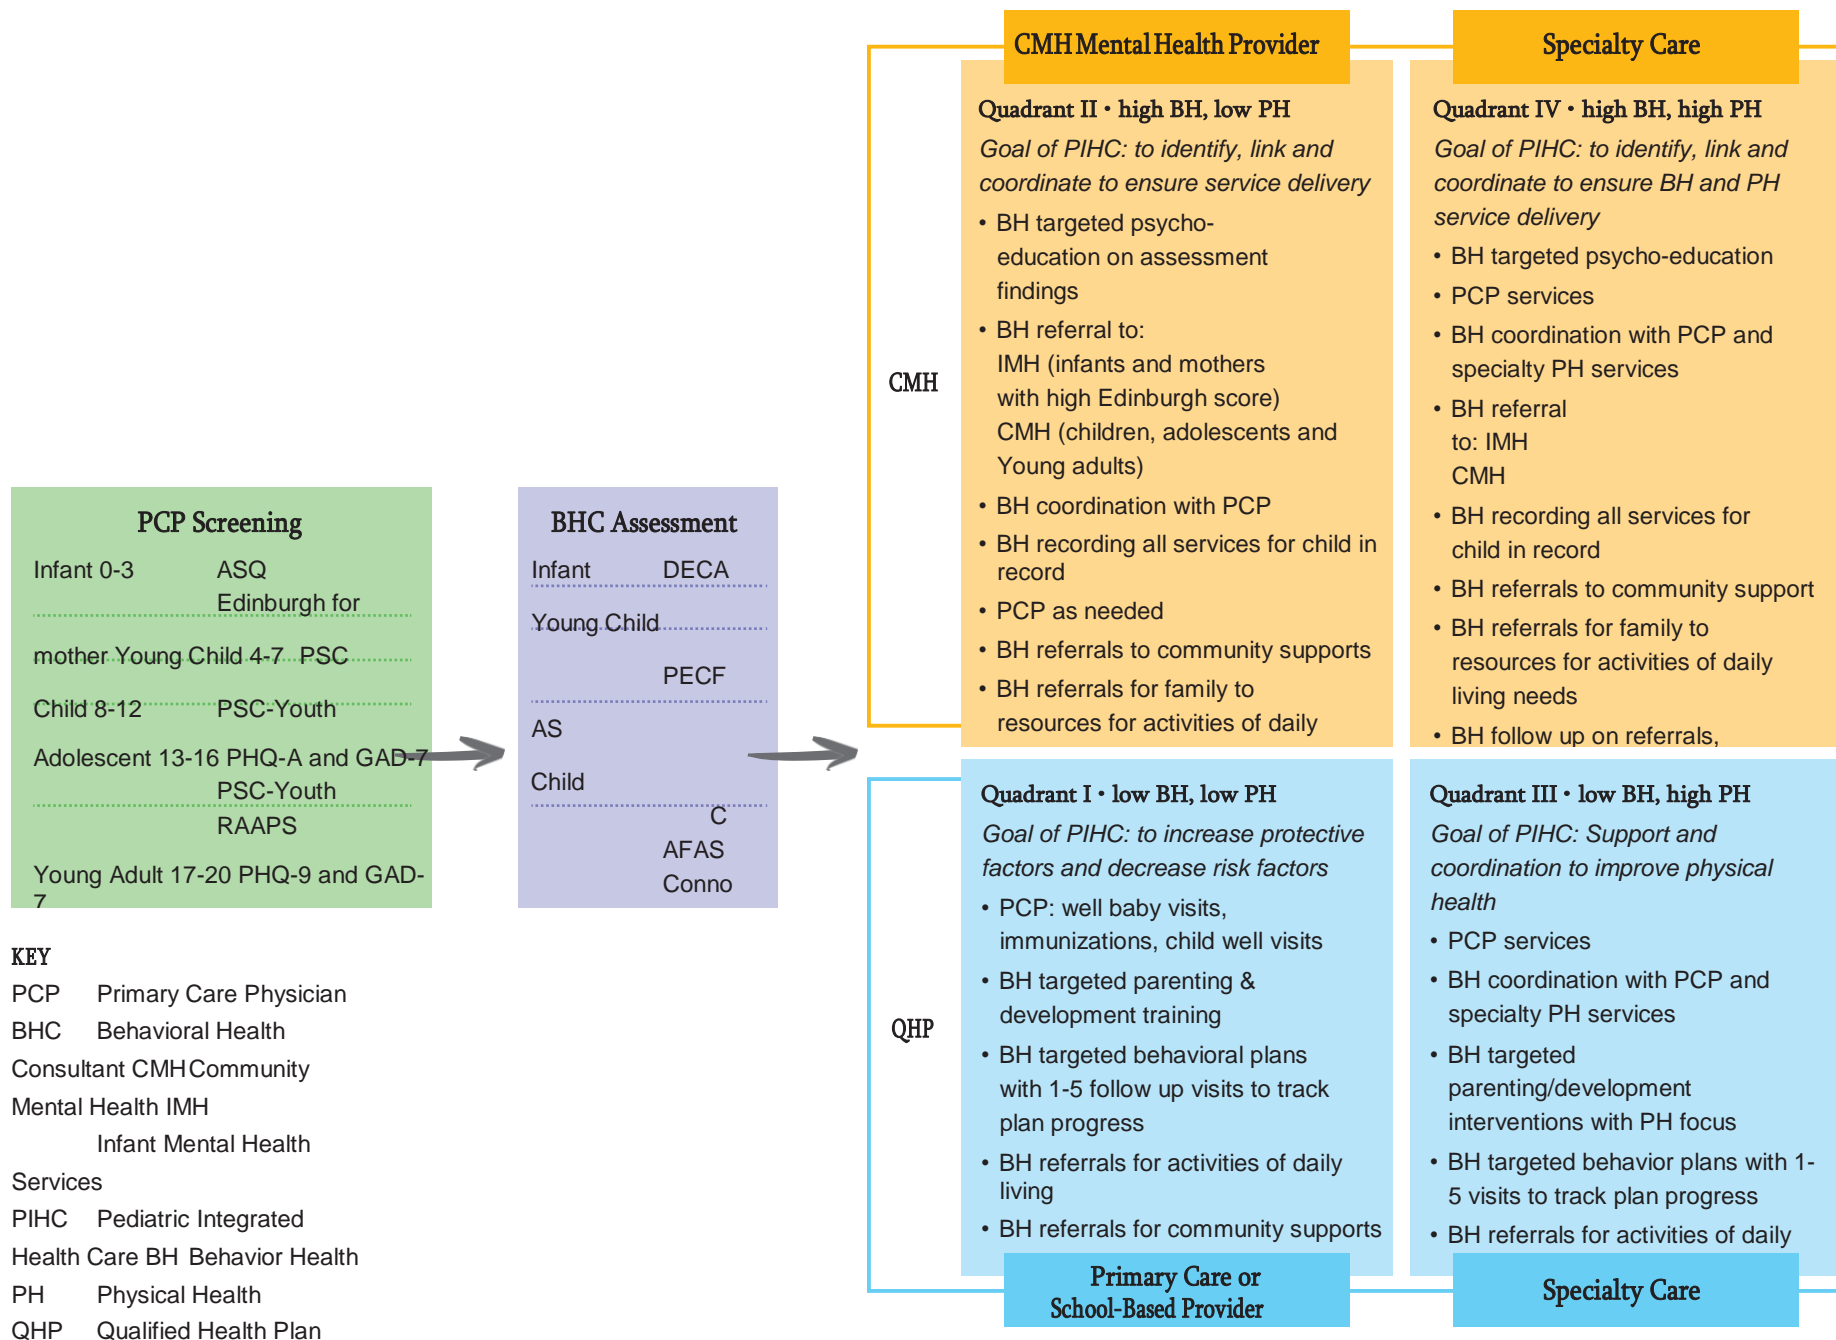 PCP Screening
Infant 0-3 ASQ
Edinburgh for
mother Young Child 4-7 PSC
Child 8-12 PSC-Youth
Adolescent 13-16 PHQ-A and GAD-7
PSC-Youth
RAAPS
Young Adult 17-20 PHQ-9 and GAD-
7
BHC Assessment
Infant DECA
Young Child
PECF
AS
Child
C
AFAS
Conno
KEY
PCP Primary Care Physician
BHC Behavioral Health
Consultant CMH Community
Mental Health IMH
Infant Mental Health
Services
PIHC Pediatric Integrated
Health Care BH Behavior Health
PH Physical Health
QHP Qualified Health Plan
CMH
CMH Mental Health Provider
Quadrant II • high BH, low PH
Goal of PIHC: to identify, link and
coordinate to ensure service delivery
• BH targeted psycho-
education on assessment
findings
• BH referral to:
IMH (infants and mothers
with high Edinburgh score)
CMH (children, adolescents and
Young adults)
• BH coordination with PCP
• BH recording all services for child in
record
• PCP as needed
• BH referrals to community supports
• BH referrals for family to
resources for activities of daily
Specialty Care
Quadrant IV • high BH, high PH
Goal of PIHC: to identify, link and
coordinate to ensure BH and PH
service delivery
• BH targeted psycho-education
• PCP services
• BH coordination with PCP and
specialty PH services
• BH referral
to: IMH
CMH
• BH recording all services for
child in record
• BH referrals to community support
• BH referrals for family to
resources for activities of daily
living needs
• BH follow up on referrals,
QHP
Quadrant I • low BH, low PH
Goal of PIHC: to increase protective
factors and decrease risk factors
• PCP: well baby visits,
immunizations, child well visits
• BH targeted parenting &
development training
• BH targeted behavioral plans
with 1-5 follow up visits to track
plan progress
• BH referrals for activities of daily
living
• BH referrals for community supports
Primary Care or
School-Based Provider
Quadrant III • low BH, high PH
Goal of PIHC: Support and
coordination to improve physical
health
• PCP services
• BH coordination with PCP and
specialty PH services
• BH targeted
parenting/development
interventions with PH focus
• BH targeted behavior plans with 1-
5 visits to track plan progress
• BH referrals for activities of daily
Specialty Care